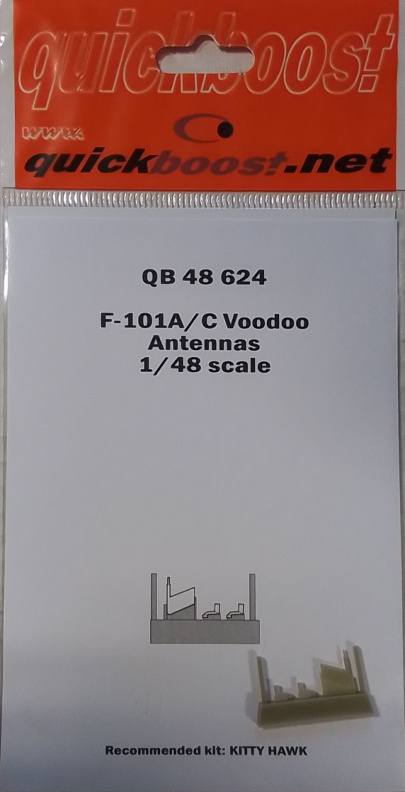 quickboost
www.
quickboost.net
QB 48 624
F-101A/C Voodoo
Antennas
1/48 scale
Recommended kit: KITTY HAWK